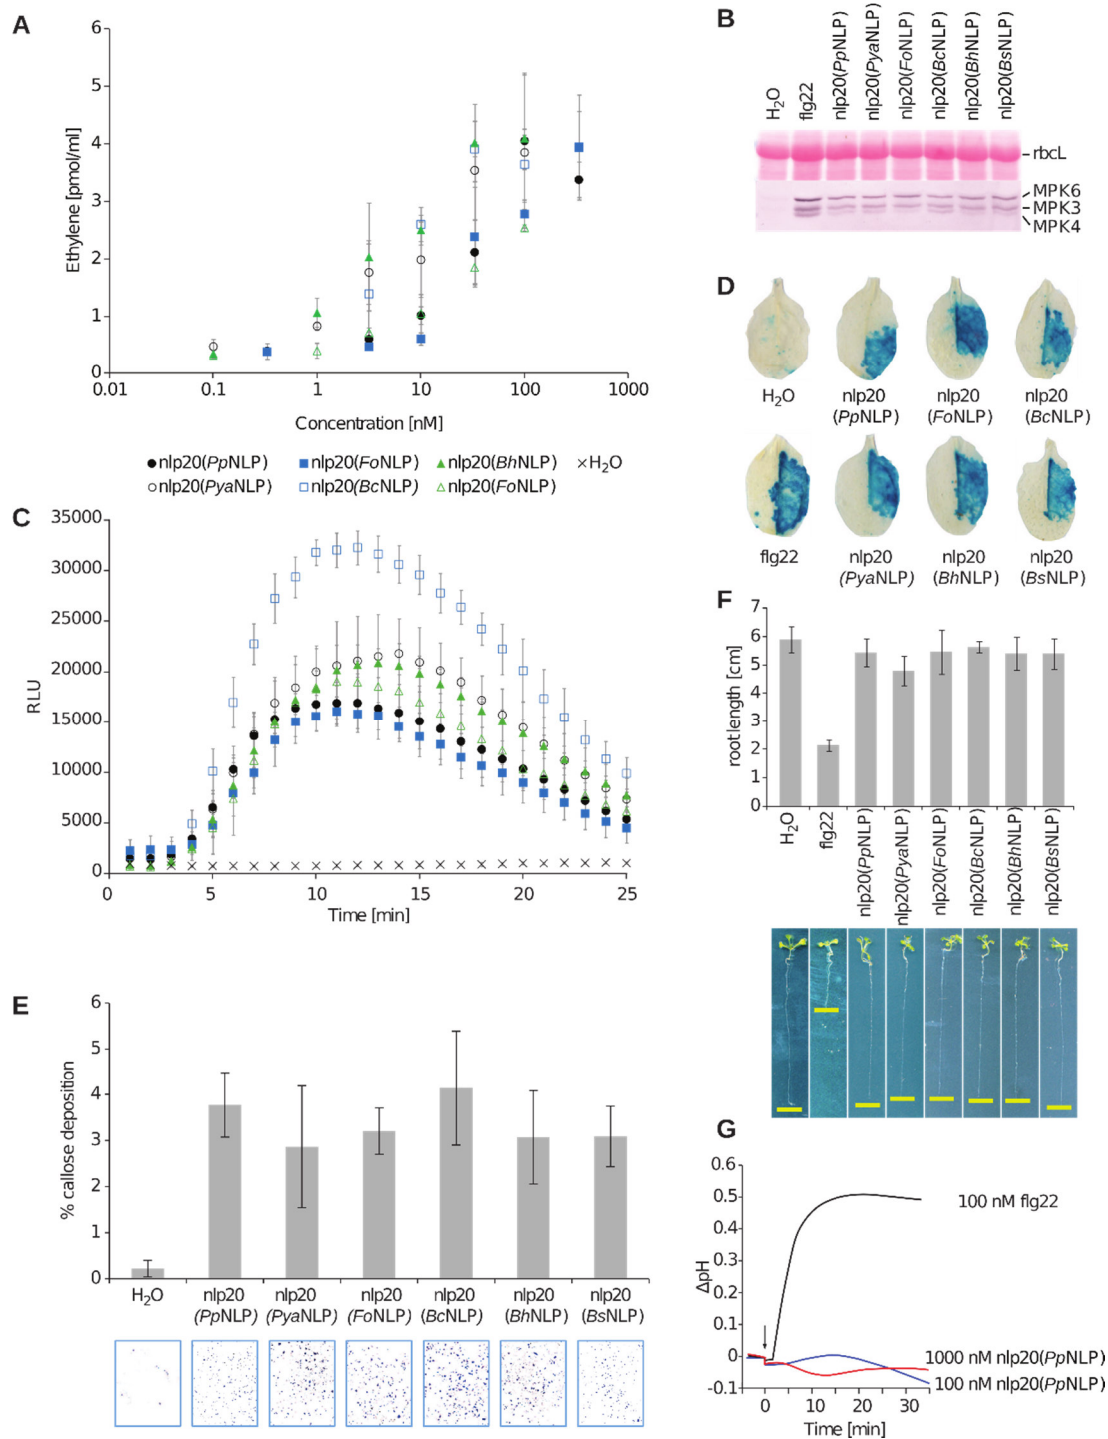 A
6
5
4
3
2
1
0
Ethylene [pmol/ml]
0.01
0.1
1
10
100
1000
Concentration [nM]
●nlp20(PpNLP)
■nlp20(FoNLP)
▲nlp20(BhNLP)
×H₂O
○nlp20(PyaNLP)
□nlp20(BcNLP)
△nlp20(FoNLP)
B
H₂O
flg22
nlp20(PpNLP)
nlp20(PyaNLP)
nlp20(FoNLP)
nlp20(BcNLP)
nlp20(BhNLP)
nlp20(BsNLP)
rbcL
MPK6
MPK3
MPK4
C
35000
30000
25000
20000
15000
10000
5000
0
RLU
0
5
10
15
20
25
Time [min]
D
H₂O
nlp20
(PpNLP)
nlp20
(FoNLP)
nlp20
(BcNLP)
flg22
nlp20
(PyaNLP)
nlp20
(BhNLP)
nlp20
(BsNLP)
E
6
5
4
3
2
1
0
% callose deposition
H₂O
nlp20
(PpNLP)
nlp20
(PyaNLP)
nlp20
(FoNLP)
nlp20
(BcNLP)
nlp20
(BhNLP)
nlp20
(BsNLP)
F
7
6
5
4
3
2
1
0
rootlength [cm]
H₂O
flg22
nlp20(PpNLP)
nlp20(PyaNLP)
nlp20(FoNLP)
nlp20(BcNLP)
nlp20(BhNLP)
nlp20(BsNLP)
G
0.6
0.5
0.4
0.3
0.2
0.1
0
-0.1
ΔpH
100 nM flg22
1000 nM nlp20(PpNLP)
100 nM nlp20(PpNLP)
0
10
20
30
Time [min]